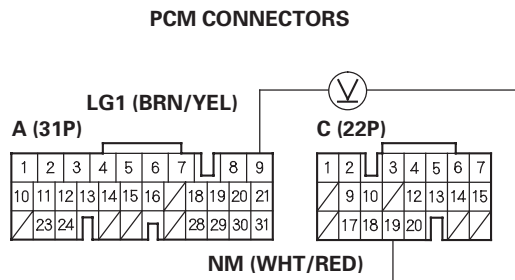 PCM CONNECTORS
LG1 (BRN/YEL)
V
A (31P)
C (22P)
1 2 3 4 5 6 7 8 9
10 11 12 13 14 15 16 18 19 20 21
23 24 28 29 30 31
1 2 3 4 5 6 7
9 10 12 13 14 15
17 18 19 20
NM (WHT/RED)